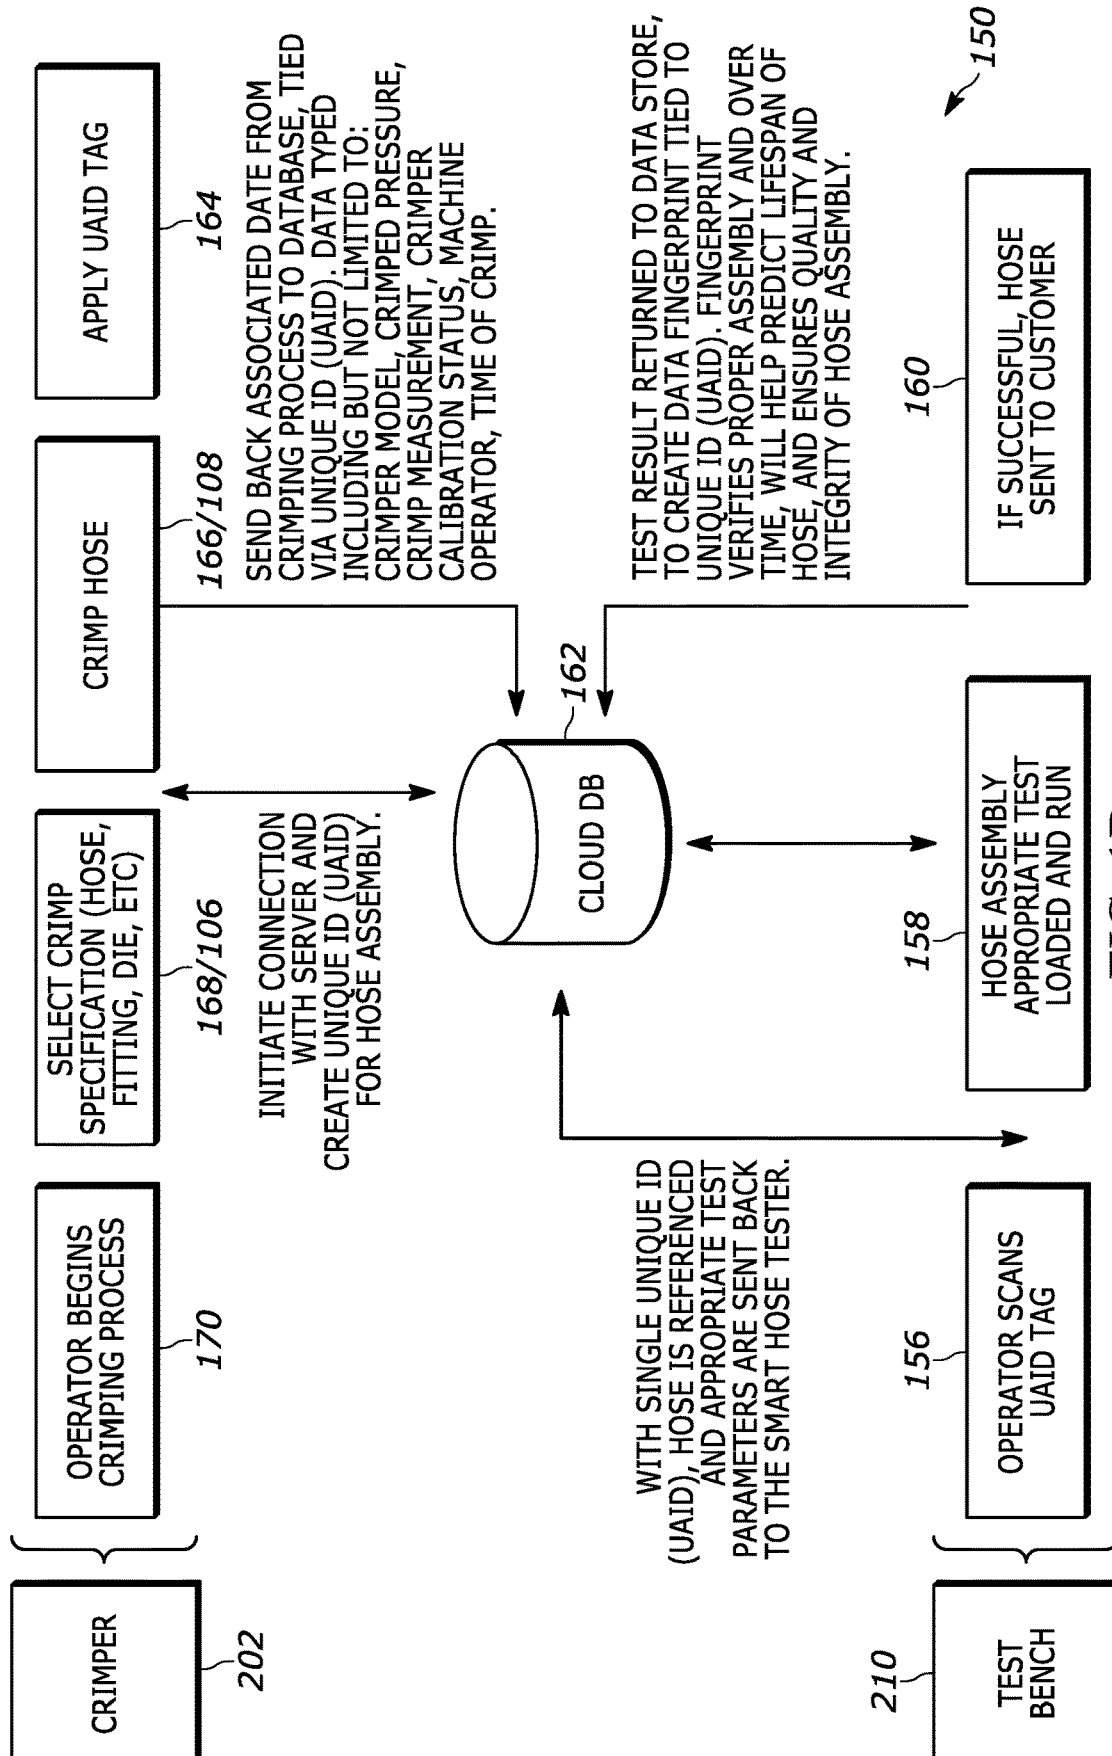 CRIMPER
202
OPERATOR BEGINS
CRIMPING PROCESS
170
SELECT CRIMP
SPECIFICATION (HOSE,
FITTING, DIE, ETC)
168/106
CRIMP HOSE
166/108
APPLY UAID TAG
164
INITIATE CONNECTION
WITH SERVER AND
CREATE UNIQUE ID (UAID)
FOR HOSE ASSEMBLY.
SEND BACK ASSOCIATED DATE FROM
CRIMPING PROCESS TO DATABASE, TIED
VIA UNIQUE ID (UAID). DATA TYPED
INCLUDING BUT NOT LIMITED TO:
CRIMPER MODEL, CRIMPED PRESSURE,
CRIMP MEASUREMENT, CRIMPER
CALIBRATION STATUS, MACHINE
OPERATOR, TIME OF CRIMP.
CLOUD DB
162
WITH SINGLE UNIQUE ID
(UAID), HOSE IS REFERENCED
AND APPROPRIATE TEST
PARAMETERS ARE SENT BACK
TO THE SMART HOSE TESTER.
TEST RESULT RETURNED TO DATA STORE,
TO CREATE DATA FINGERPRINT TIED TO
UNIQUE ID (UAID). FINGERPRINT
VERIFIES PROPER ASSEMBLY AND OVER
TIME, WILL HELP PREDICT LIFESPAN OF
HOSE, AND ENSURES QUALITY AND
INTEGRITY OF HOSE ASSEMBLY.
210
TEST
BENCH
156
OPERATOR SCANS
UAID TAG
158
HOSE ASSEMBLY
APPROPRIATE TEST
LOADED AND RUN
160
IF SUCCESSFUL, HOSE
SENT TO CUSTOMER
150